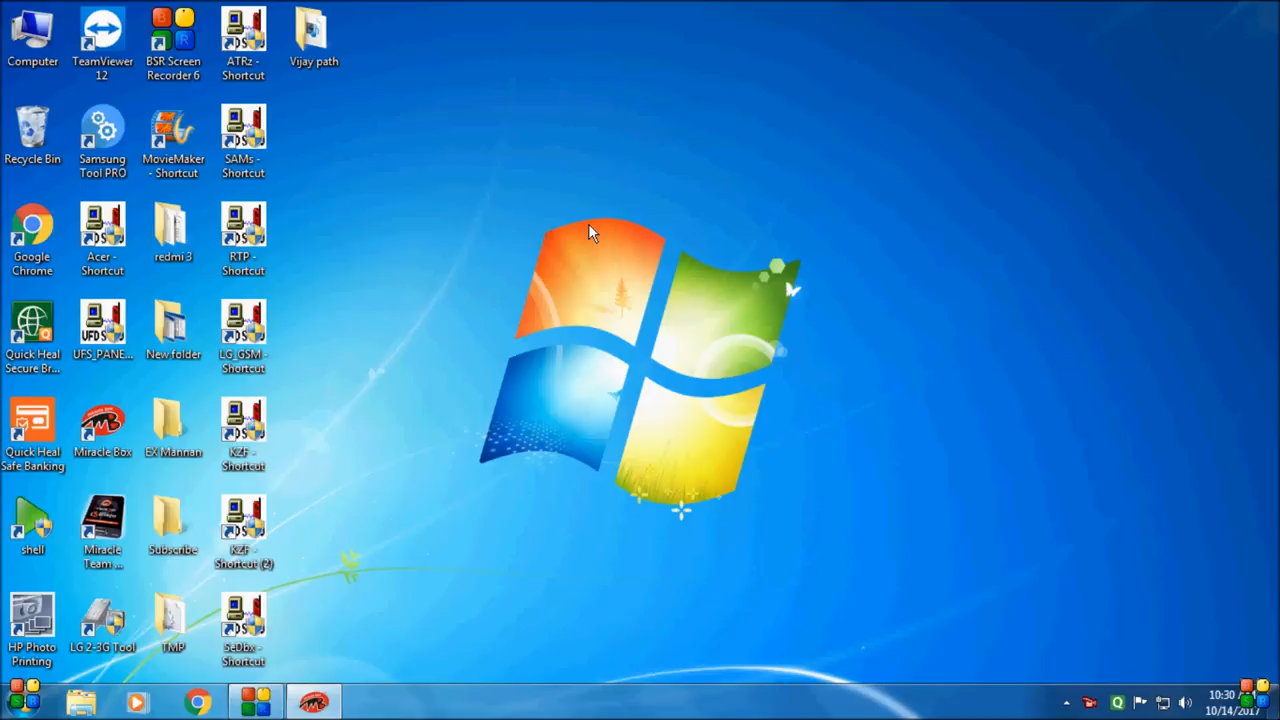 Computer
TeamViewer
12
BSR Screen
Recorder 6
ATRz -
Shortcut
Vijay path
Recycle Bin
Samsung
Tool PRO
MovieMaker
- Shortcut
SAMs -
Shortcut
Google
Chrome
Acer -
Shortcut
redmi 3
RTP -
Shortcut
Quick Heal
Secure Br...
UFS_PANE...
New folder
LG_GSM -
Shortcut
Quick Heal
Safe Banking
Miracle Box
EX Mannan
KZF -
Shortcut
shell
Miracle
Team ...
Subscribe
KZF -
Shortcut (2)
HP Photo
Printing
LG 2-3G Tool
TMP
SeDbx -
Shortcut
10:30
10/14/2017